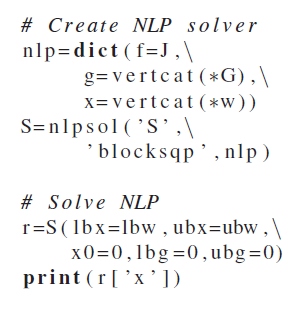 # Create NLP solver
nlp=dict(f=J,\
g=vertcat(*G),\
x=vertcat(*w))
S=nlpsol('S',\
'blocksqp',nlp)
# Solve NLP
r=S(lbx=lbw,ubx=ubw,\
x0=0,lbg=0,ubg=0)
print(r['x'])